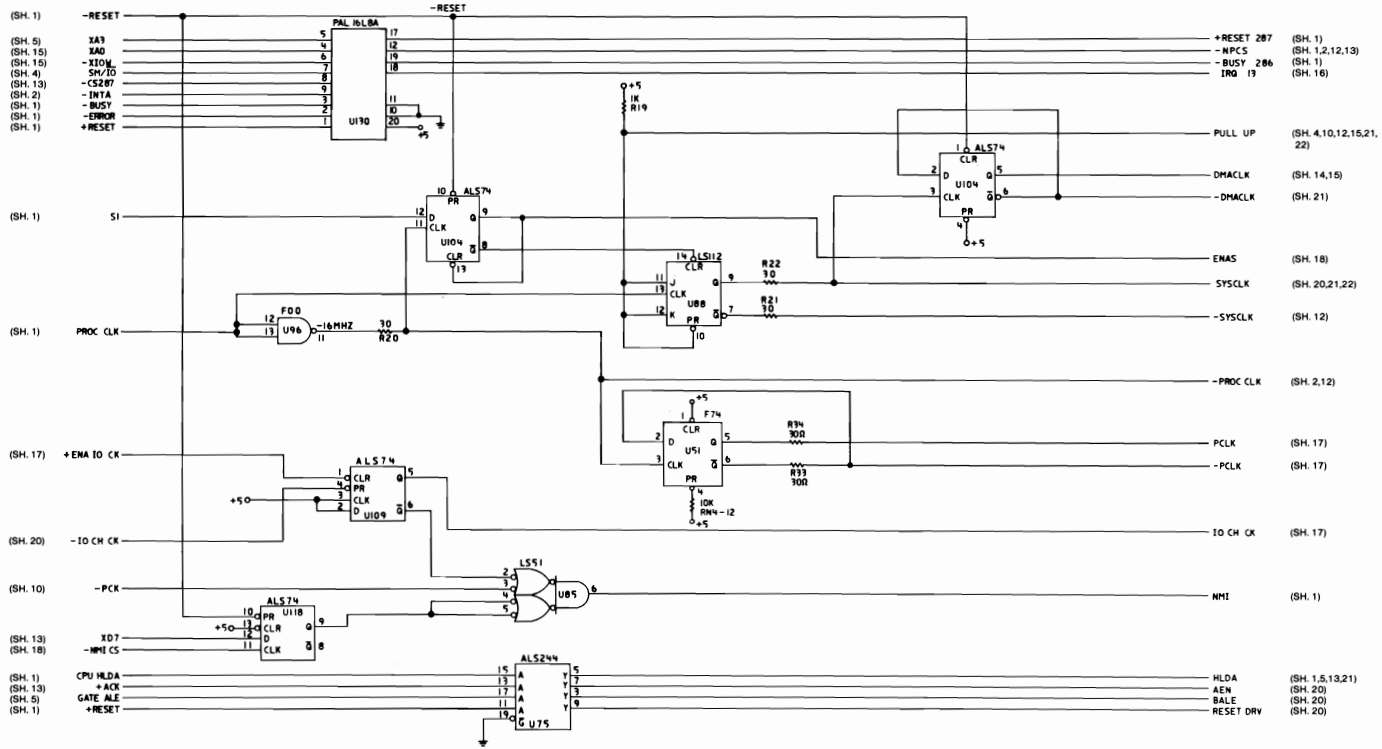 (SH. 1) -RESET
-RESET
PAL 16L8A
(SH. 5) XA3 5 17 +RESET 287 (SH. 1)
(SH. 15) XA0 4 12 -NPCS (SH. 1,2,12,13)
(SH. 15) -XIOW 6 19 -BUSY 286 (SH. 1)
(SH. 4) SM/IO 7 18 IRQ 13 (SH. 16)
(SH. 13) -CS287 8
(SH. 2) -INTA 9
(SH. 1) -BUSY 3 11
(SH. 1) -ERROR 2 10
(SH. 1) +RESET 1 20
U130
+5
+5
1K
R19
PULL UP (SH. 4,10,12,15,21,
22)
1 ALS74
CLR
2 D Q 5 DMACLK (SH. 14,15)
U104
3 CLK Q 6 -DMACLK (SH. 21)
PR
4
+5
10 ALS74
PR
(SH. 1) S1 12 D Q 9
11 CLK
U104 Q 8
CLR
13
ENAS (SH. 18)
14 LS112
CLR
11 J Q 9 R22 30 SYSCLK (SH. 20,21,22)
13 CLK
U88
12 K Q 7 R21 30 -SYSCLK (SH. 12)
PR
10
F00
(SH. 1) PROC CLK 12 13 U96 11 -16MHZ 30 R20
-PROC CLK (SH. 2,12)
+5
1 F74
CLR
2 D Q 5 R34 30Ω PCLK (SH. 17)
U51
3 CLK Q 6 R33 30Ω -PCLK (SH. 17)
PR
4
10K
RN4-12
+5
(SH. 17) +ENA IO CK
ALS74
1 CLR Q 5
4 PR
+5 3 CLK
2 D Q 6
U109
IO CH CK (SH. 17)
(SH. 20) -IO CH CK
LS51
(SH. 10) -PCK
2
3
4
5
U85 6 NMI (SH. 1)
ALS74
10 PR U118
+5 13 CLR Q 9
(SH. 13) XD7 12 D
(SH. 18) -NMI CS 11 CLK Q 8
ALS244
(SH. 1) CPU HLDA 15 A Y 5 HLDA (SH. 1,5,13,21)
(SH. 13) +ACK 13 A Y 7 AEN (SH. 20)
(SH. 5) GATE ALE 17 A Y 3 BALE (SH. 20)
(SH. 1) +RESET 11 A Y 9 RESET DRV (SH. 20)
19 G U75